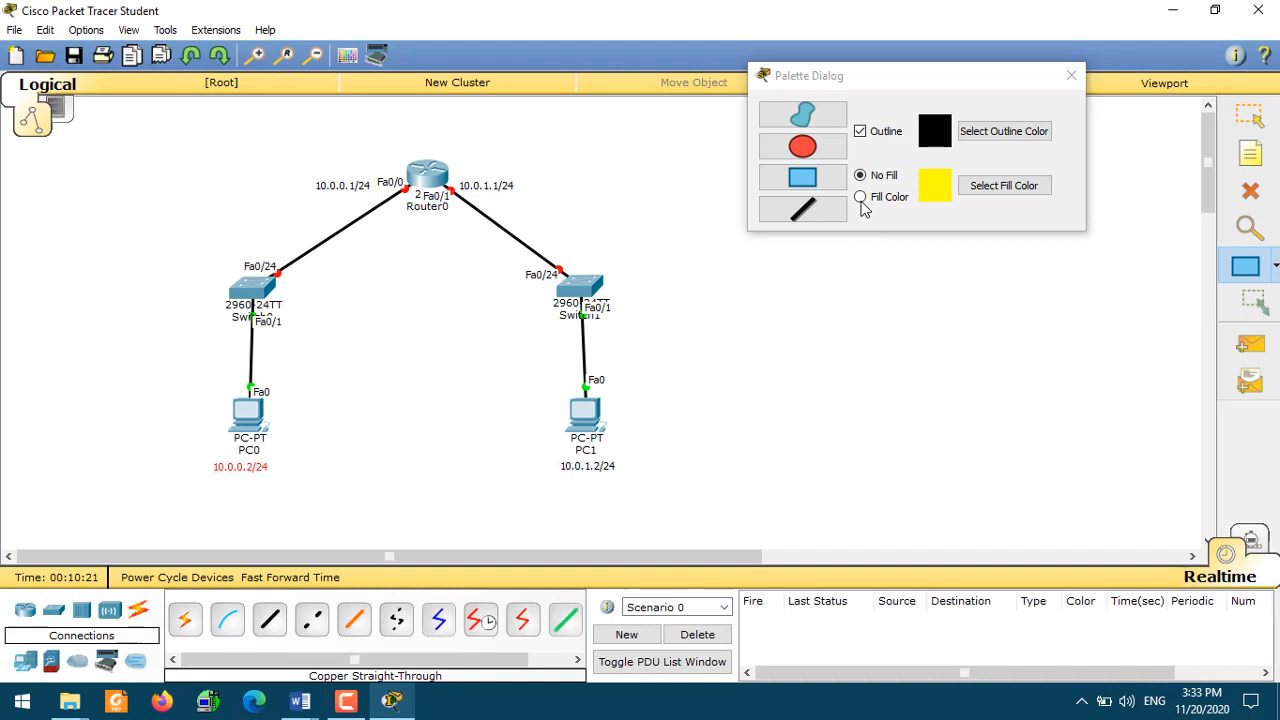 Cisco Packet Tracer Student
File Edit Options View Tools Extensions Help
Logical
[Root]
New Cluster
Move Object
Viewport
Palette Dialog
Outline
Select Outline Color
No Fill
Fill Color
Select Fill Color
10.0.0.1/24
Fa0/0
10.0.1.1/24
Fa0/1
Router0
Fa0/24
Fa0/24
Fa0/1
Fa0/1
Fa0
Fa0
PC-PT
PC0
10.0.0.2/24
PC-PT
PC1
10.0.1.2/24
Time: 00:10:21
Power Cycle Devices Fast Forward Time
Realtime
Connections
Copper Straight-Through
Scenario 0
New
Delete
Toggle PDU List Window
Fire Last Status Source Destination Type Color Time(sec) Periodic Num
ENG
3:33 PM
11/20/2020